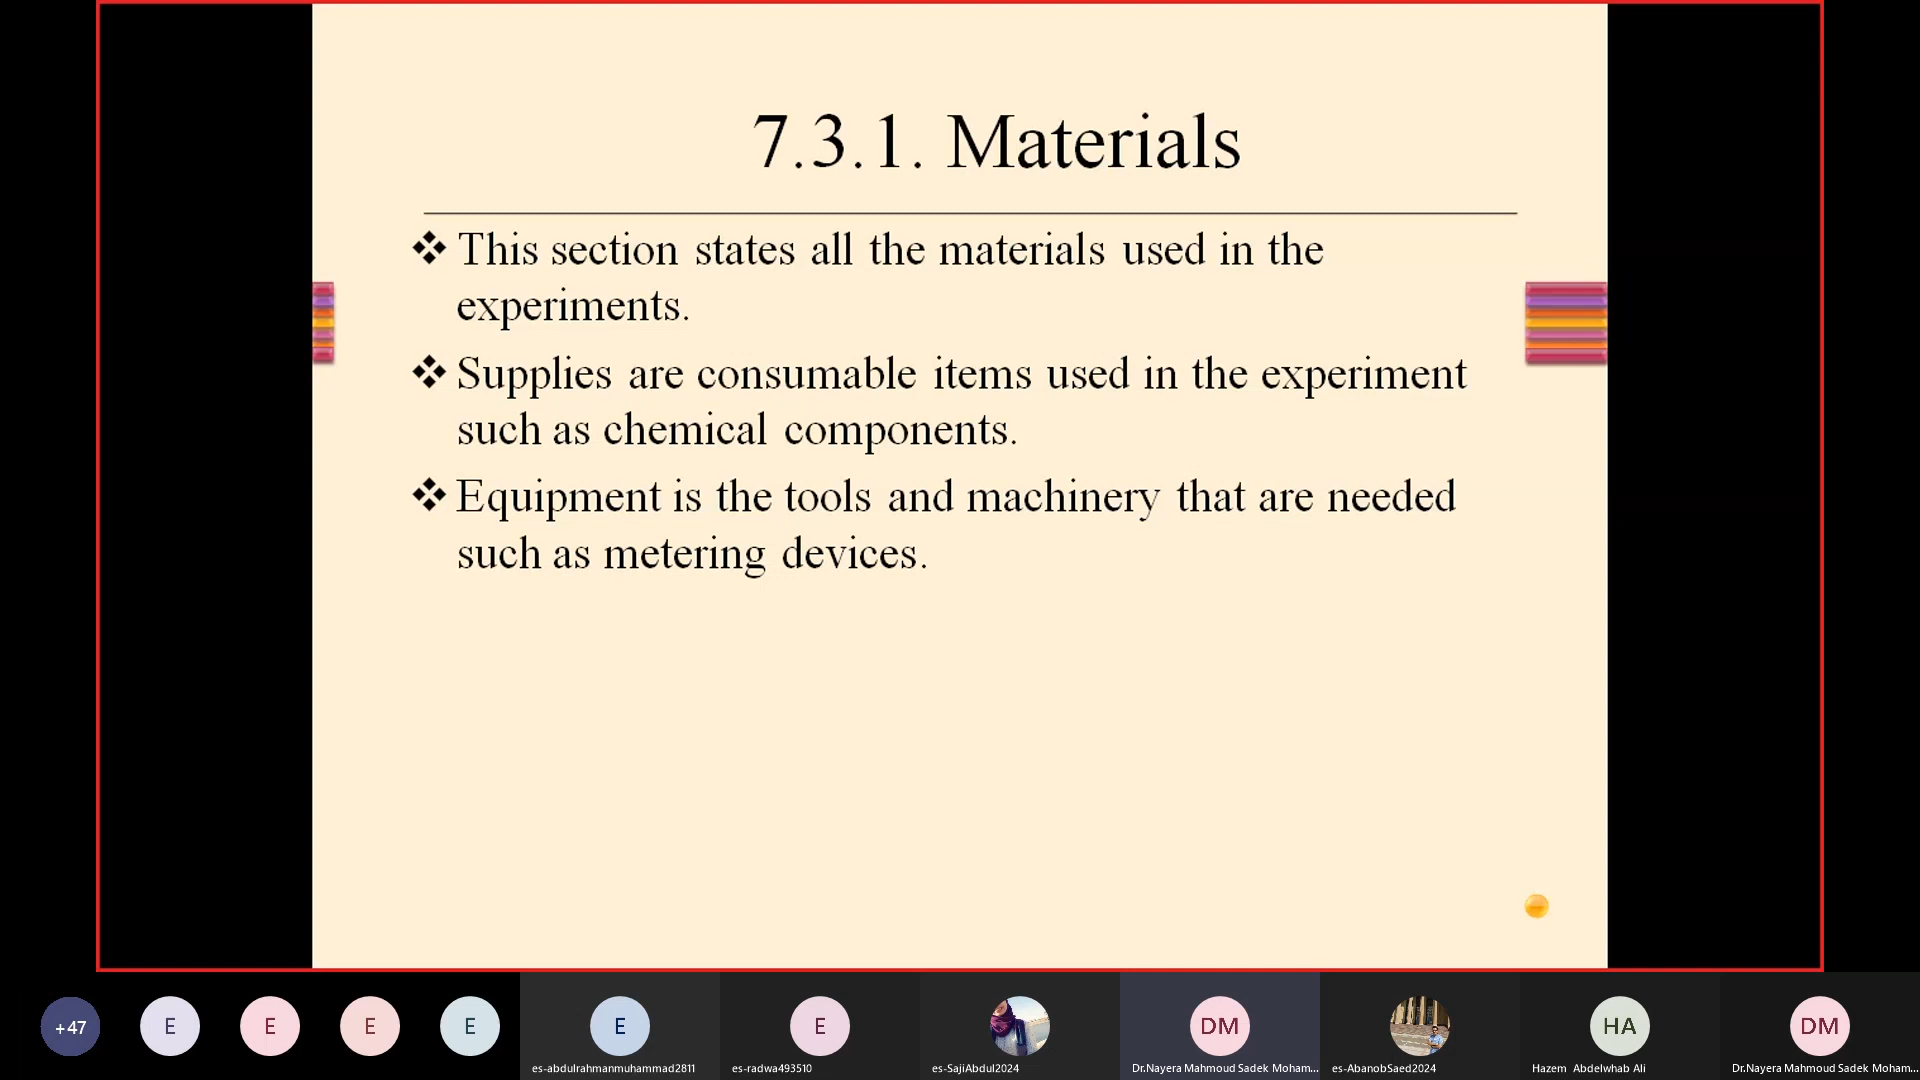 7.3.1. Materials
❖ This section states all the materials used in the
experiments.
❖ Supplies are consumable items used in the experiment
such as chemical components.
❖ Equipment is the tools and machinery that are needed
such as metering devices.
+47
E
E
E
E
E
E
DM
HA
DM
es-abdulrahmanmuhammad2811
es-radwa493510
es-SajiAbdul2024
Dr.Nayera Mahmoud Sadek Moham...
es-AbanobSaed2024
Hazem Abdelwhab Ali
Dr.Nayera Mahmoud Sadek Moham...